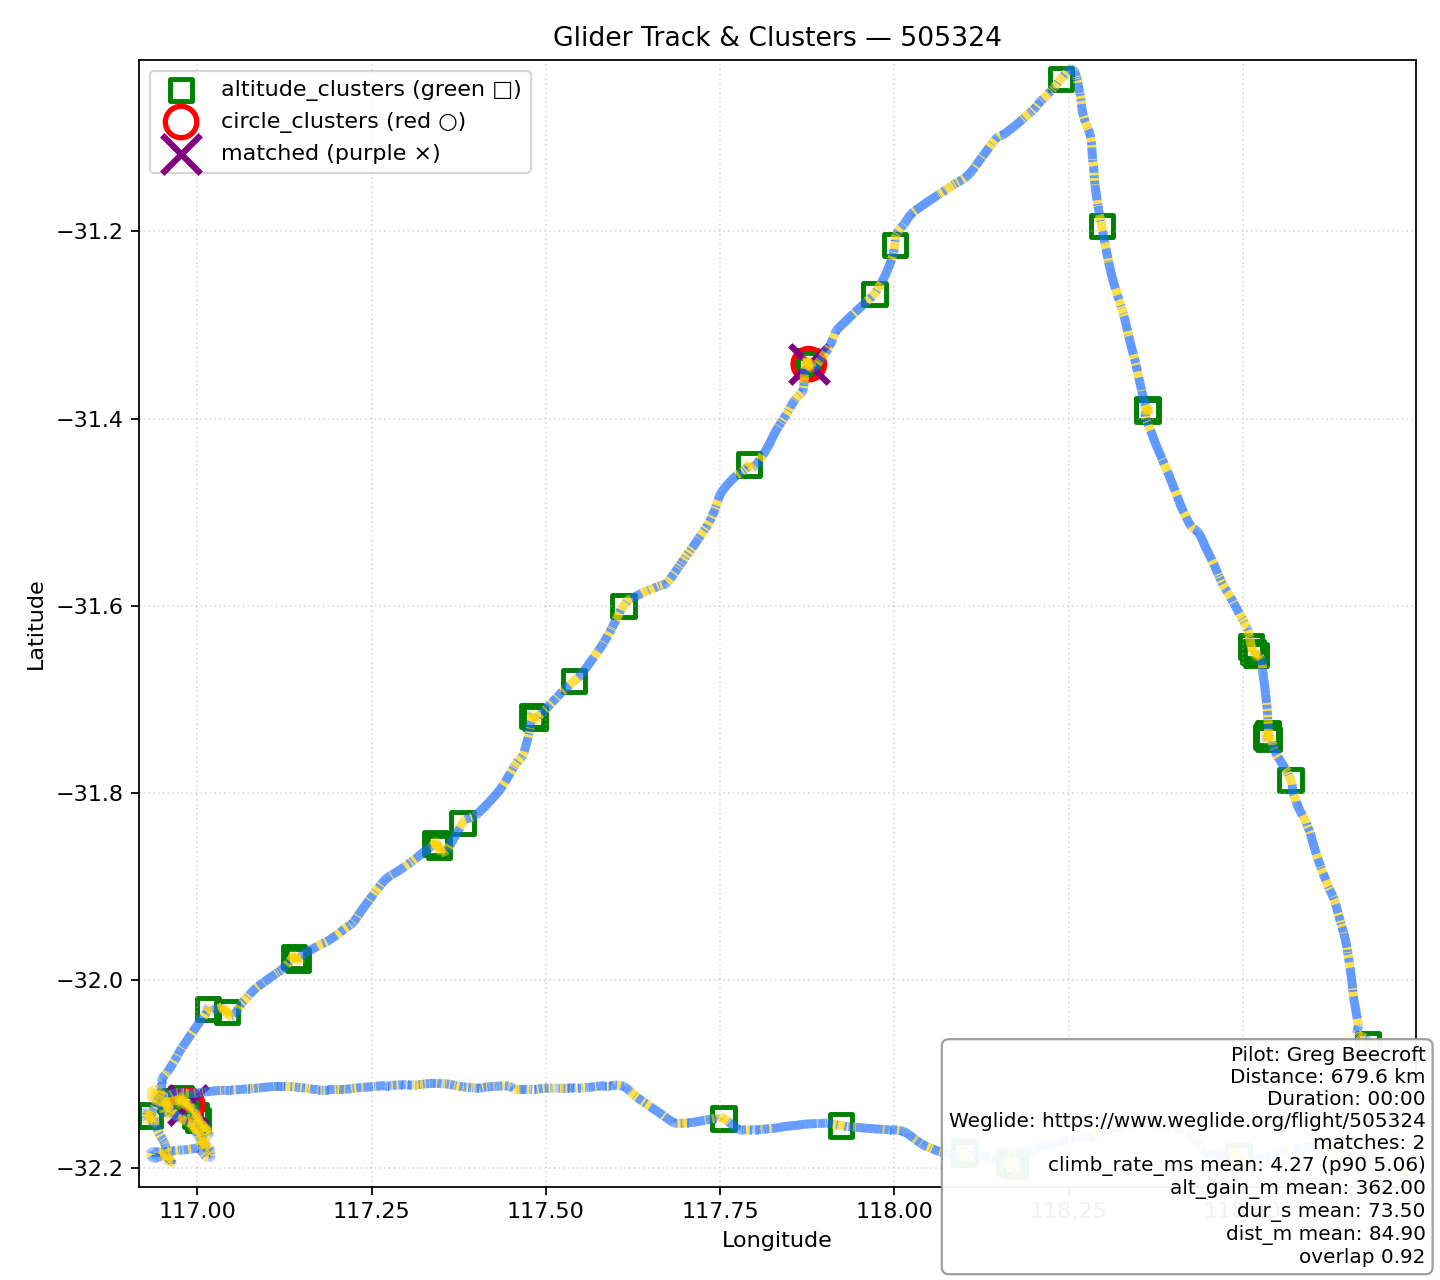 Glider Track & Clusters — 505324
altitude_clusters (green □)
circle_clusters (red ○)
matched (purple ×)
−31.2
−31.4
−31.6
−31.8
−32.0
−32.2
Latitude
117.00
117.25
117.50
117.75
118.00
118.25
Longitude
Pilot: Greg Beecroft
Distance: 679.6 km
Duration: 00:00
Weglide: https://www.weglide.org/flight/505324
matches: 2
climb_rate_ms mean: 4.27 (p90 5.06)
alt_gain_m mean: 362.00
dur_s mean: 73.50
dist_m mean: 84.90
overlap 0.92